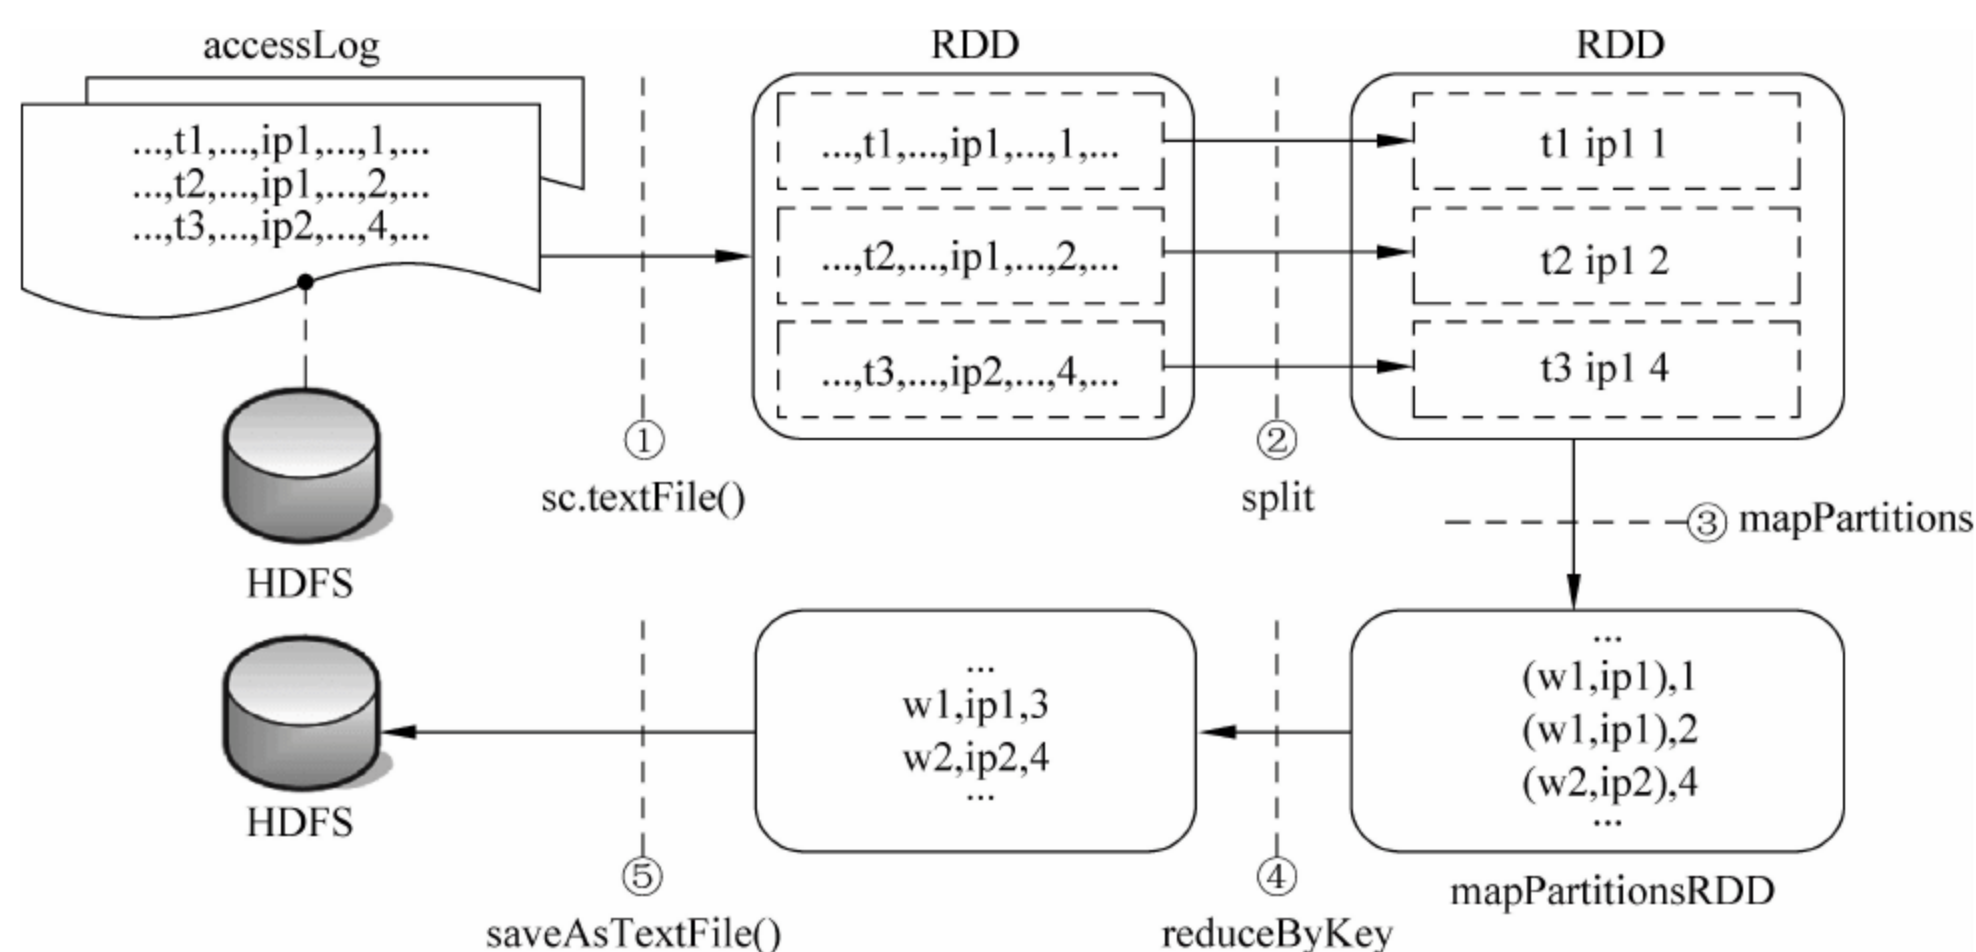 accessLog
...,t1,...,ip1,...,1,...
...,t2,...,ip1,...,2,...
...,t3,...,ip2,...,4,...
HDFS
①
sc.textFile()
RDD
...,t1,...,ip1,...,1,...
...,t2,...,ip1,...,2,...
...,t3,...,ip2,...,4,...
②
split
RDD
t1 ip1 1
t2 ip1 2
t3 ip1 4
③ mapPartitions
...
(w1,ip1),1
(w1,ip1),2
(w2,ip2),4
...
mapPartitionsRDD
④
reduceByKey
...
w1,ip1,3
w2,ip2,4
...
⑤
saveAsTextFile()
HDFS